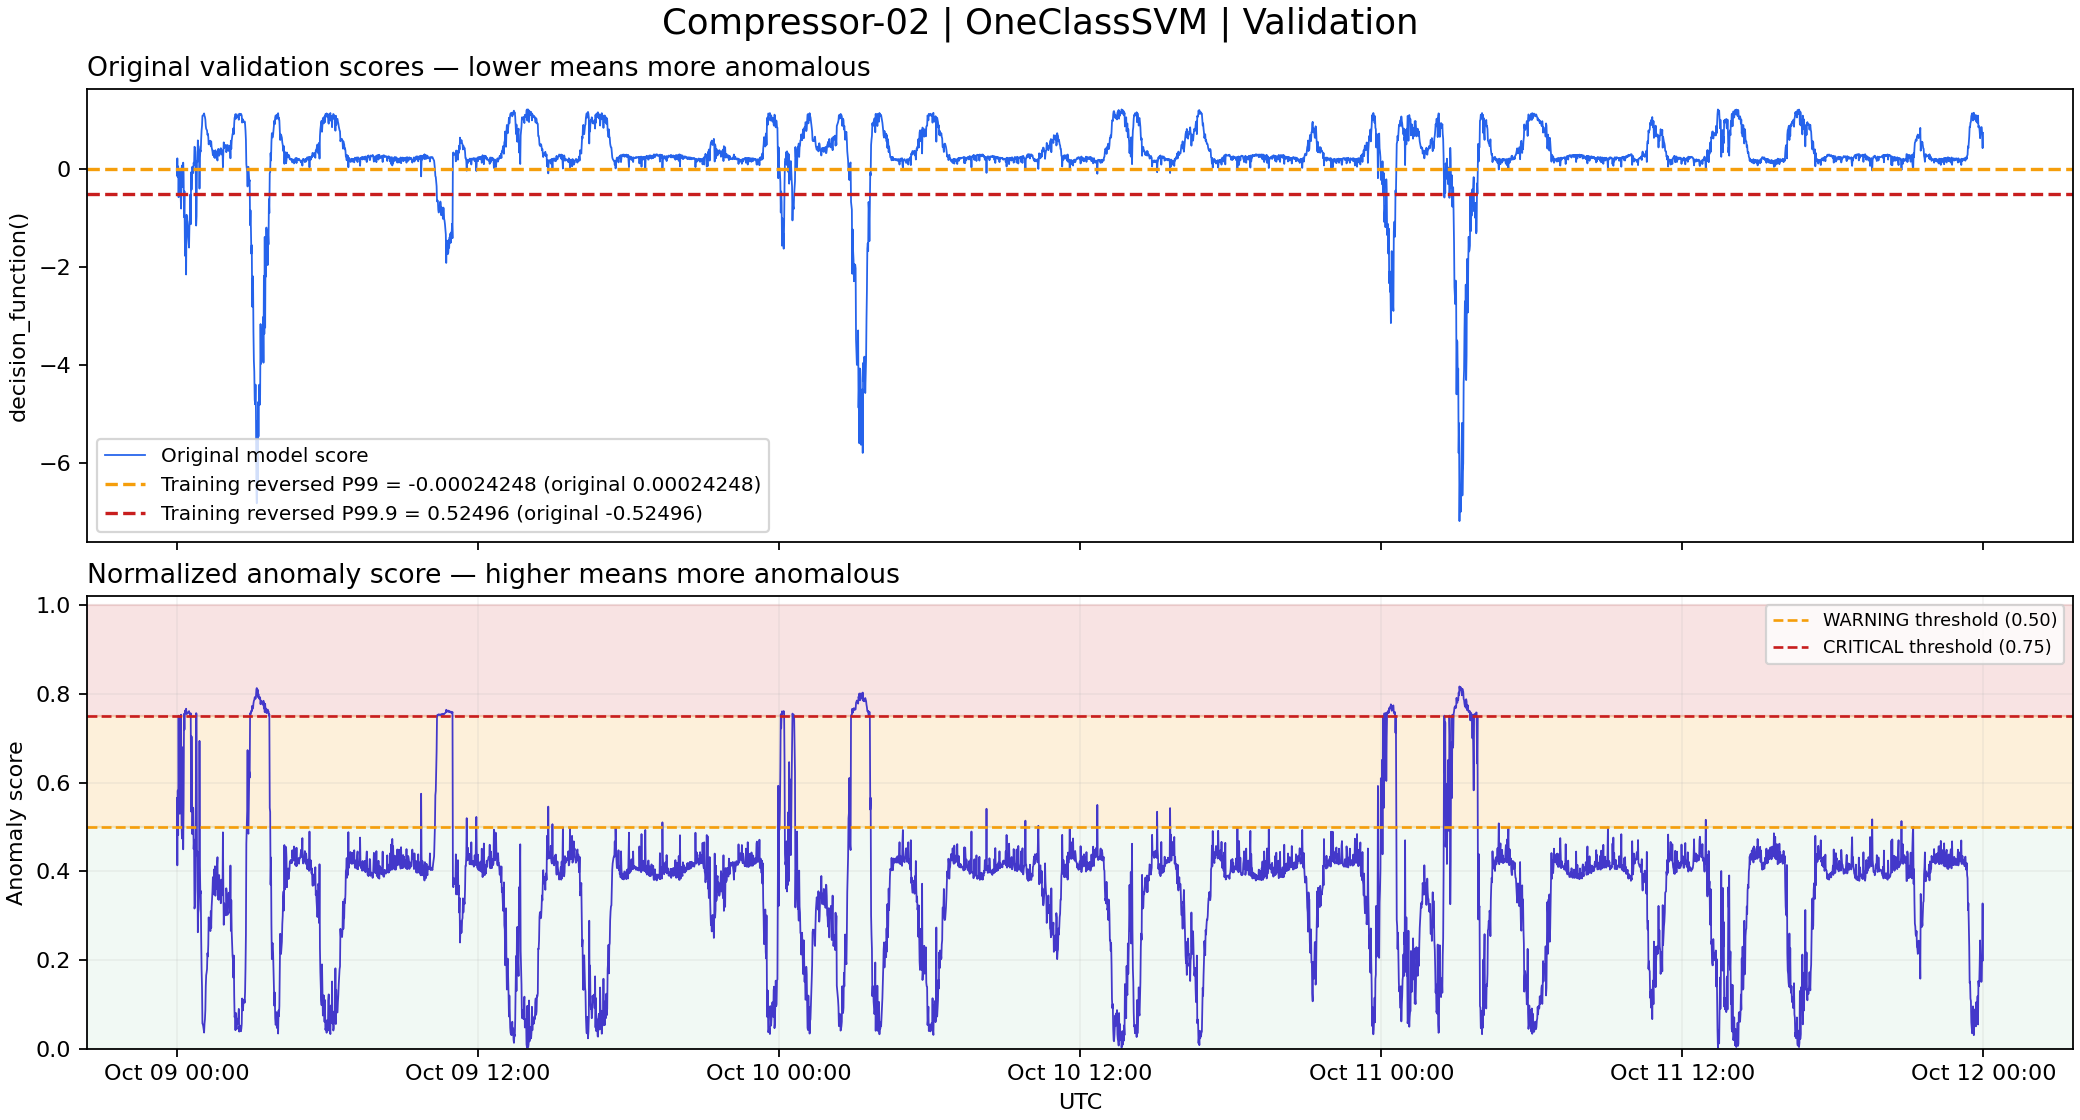 Compressor-02 | OneClassSVM | Validation
Original validation scores — lower means more anomalous
0
−2
−4
−6
decision_function()
Original model score
Training reversed P99 = -0.00024248 (original 0.00024248)
Training reversed P99.9 = 0.52496 (original -0.52496)
Normalized anomaly score — higher means more anomalous
1.0
0.8
0.6
0.4
0.2
0.0
Anomaly score
WARNING threshold (0.50)
CRITICAL threshold (0.75)
Oct 09 00:00
Oct 09 12:00
Oct 10 00:00
Oct 10 12:00
Oct 11 00:00
Oct 11 12:00
Oct 12 00:00
UTC